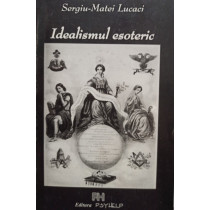 Sergiu-Matei Lucaci
Idealismul esoteric
Editura PSYHELP